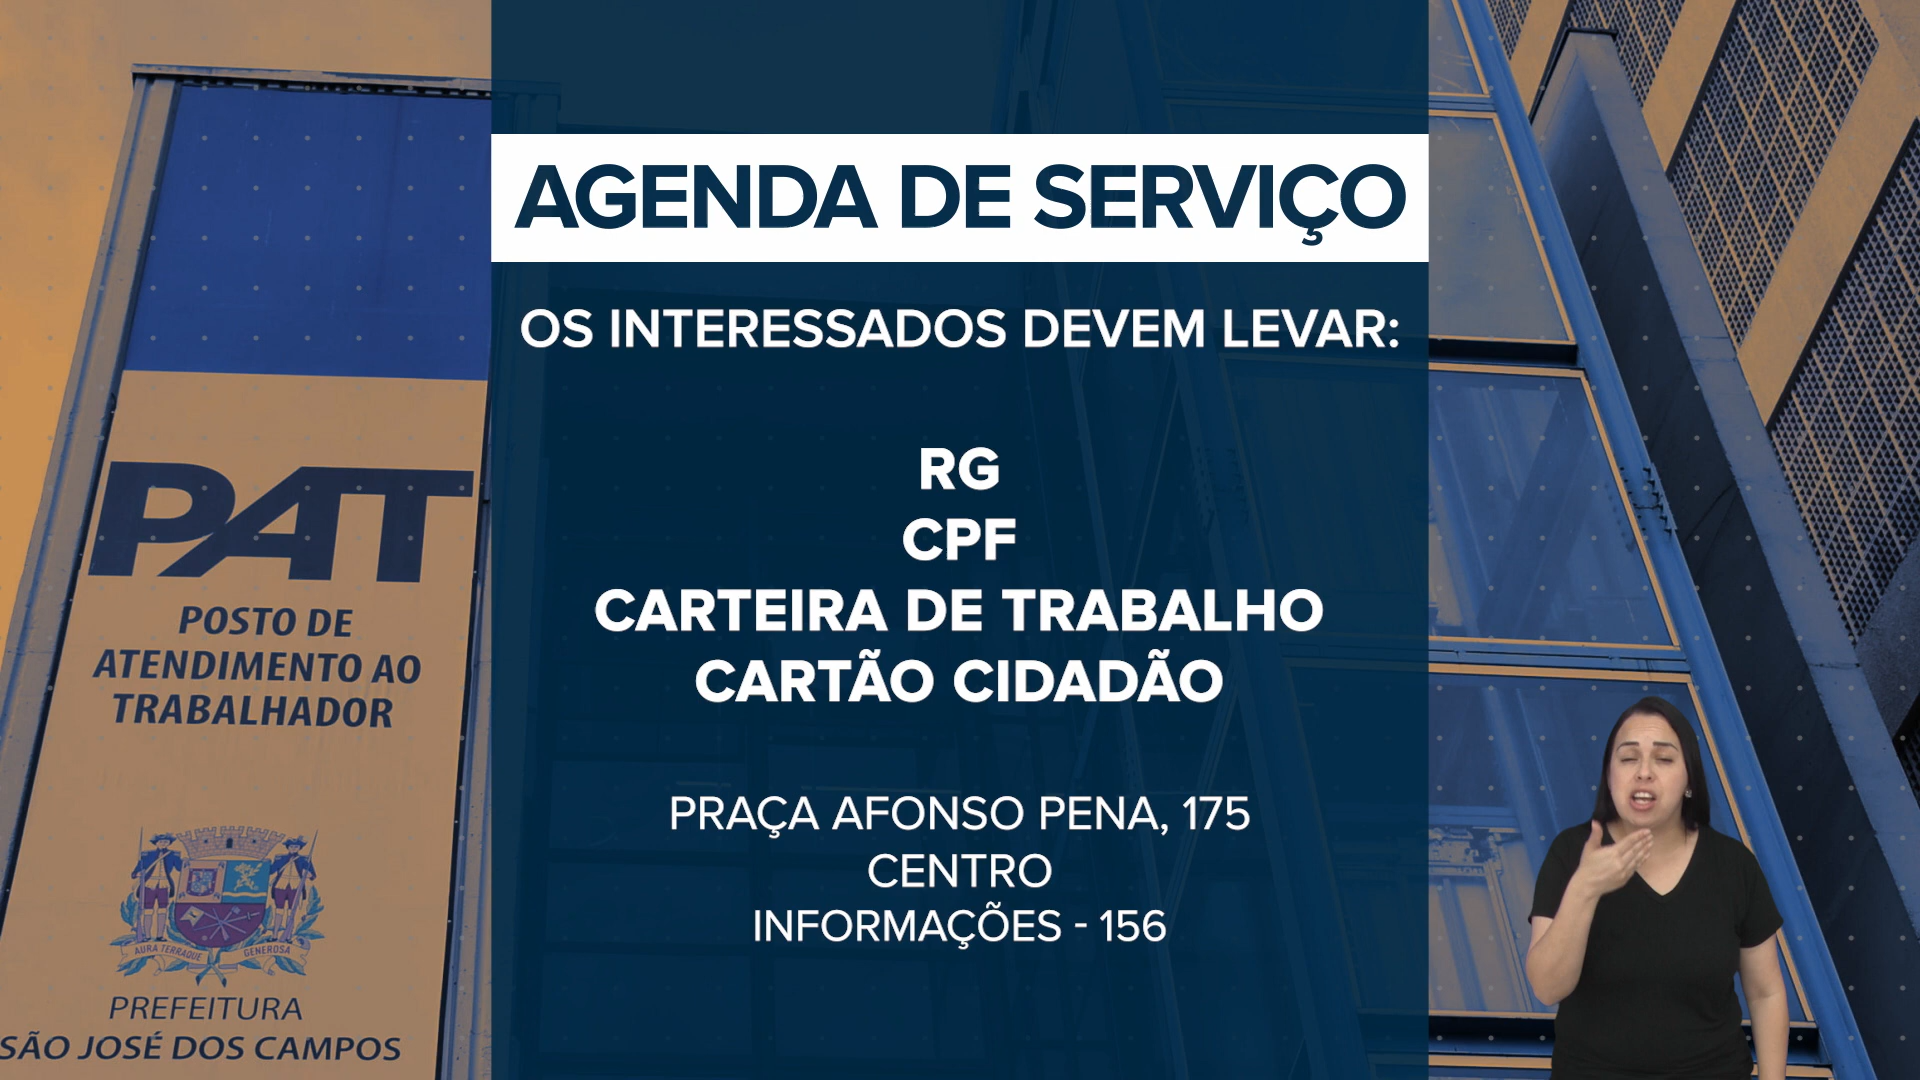 AGENDA DE SERVIÇO
OS INTERESSADOS DEVEM LEVAR:
RG
CPF
CARTEIRA DE TRABALHO
CARTÃO CIDADÃO
PRAÇA AFONSO PENA, 175
CENTRO
INFORMAÇÕES - 156
PAT
POSTO DE
ATENDIMENTO AO
TRABALHADOR
AURA TERRAQUE GENEROSA
PREFEITURA
SÃO JOSÉ DOS CAMPOS